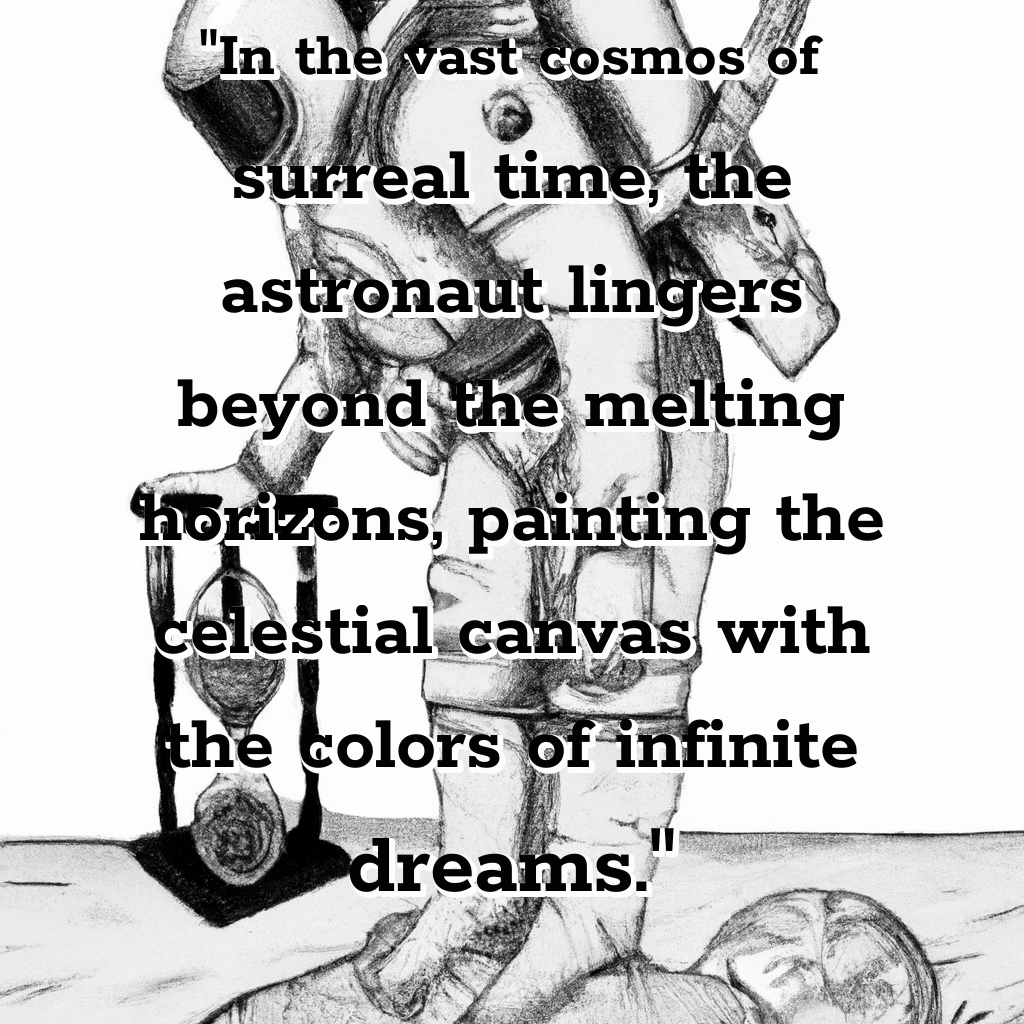 "In the vast cosmos of
surreal time, the
astronaut lingers
beyond the melting
horizons, painting the
celestial canvas with
the colors of infinite
dreams."